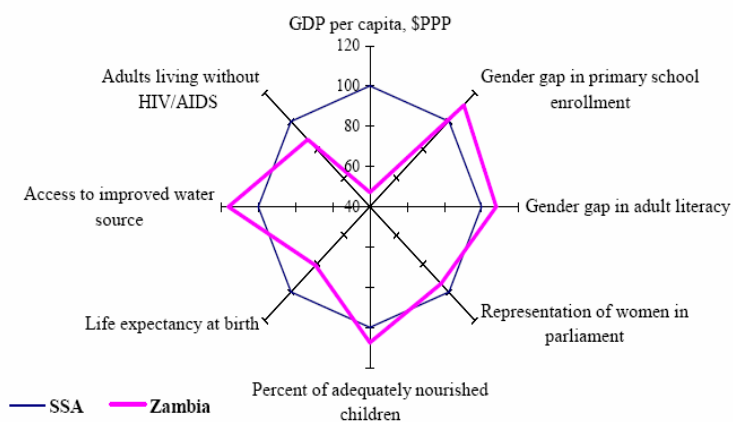 GDP per capita, $PPP
120
Adults living without
HIV/AIDS
Gender gap in primary school
enrollment
100
80
60
Access to improved water
source
40
Gender gap in adult literacy
Life expectancy at birth
Representation of women in
parliament
Percent of adequately nourished
children
SSA
Zambia